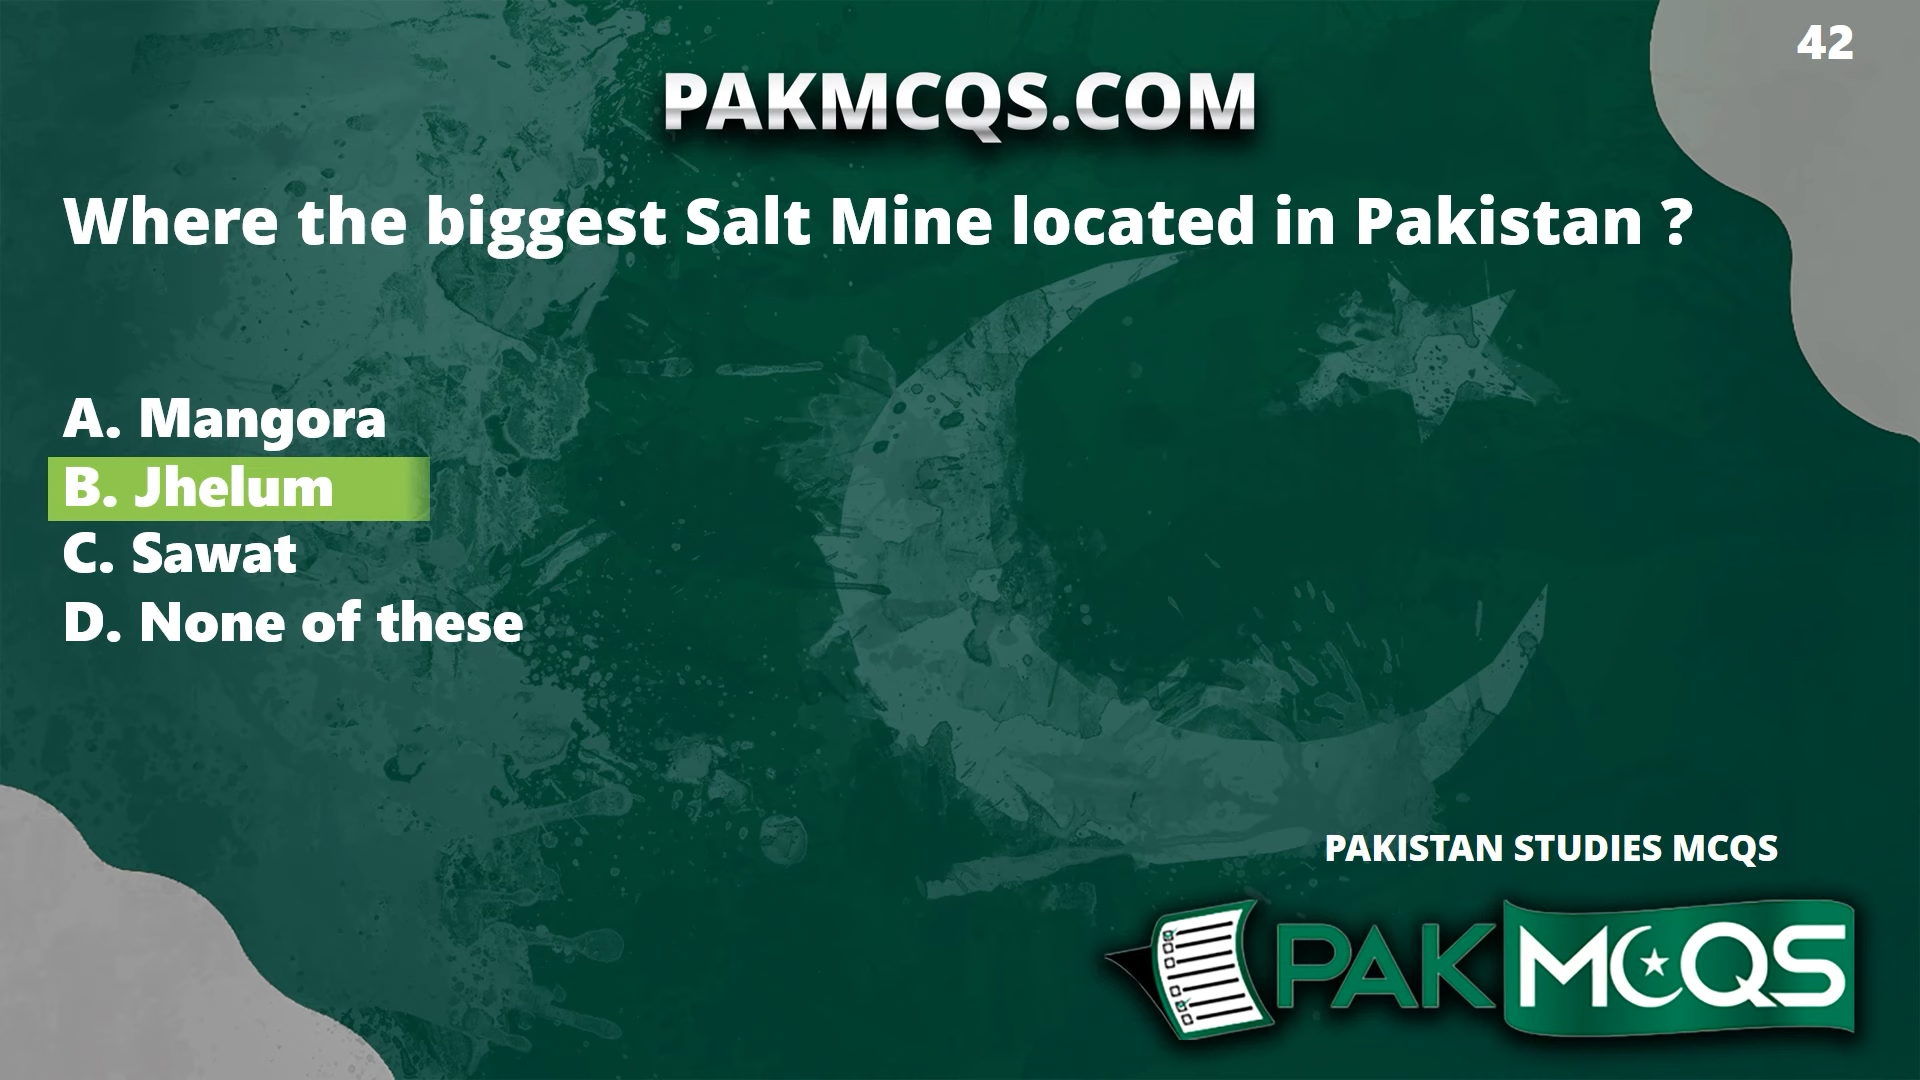 42
PAKMCQS.COM
Where the biggest Salt Mine located in Pakistan ?
A. Mangora
B. Jhelum
C. Sawat
D. None of these
PAKISTAN STUDIES MCQS
PAKMCQS